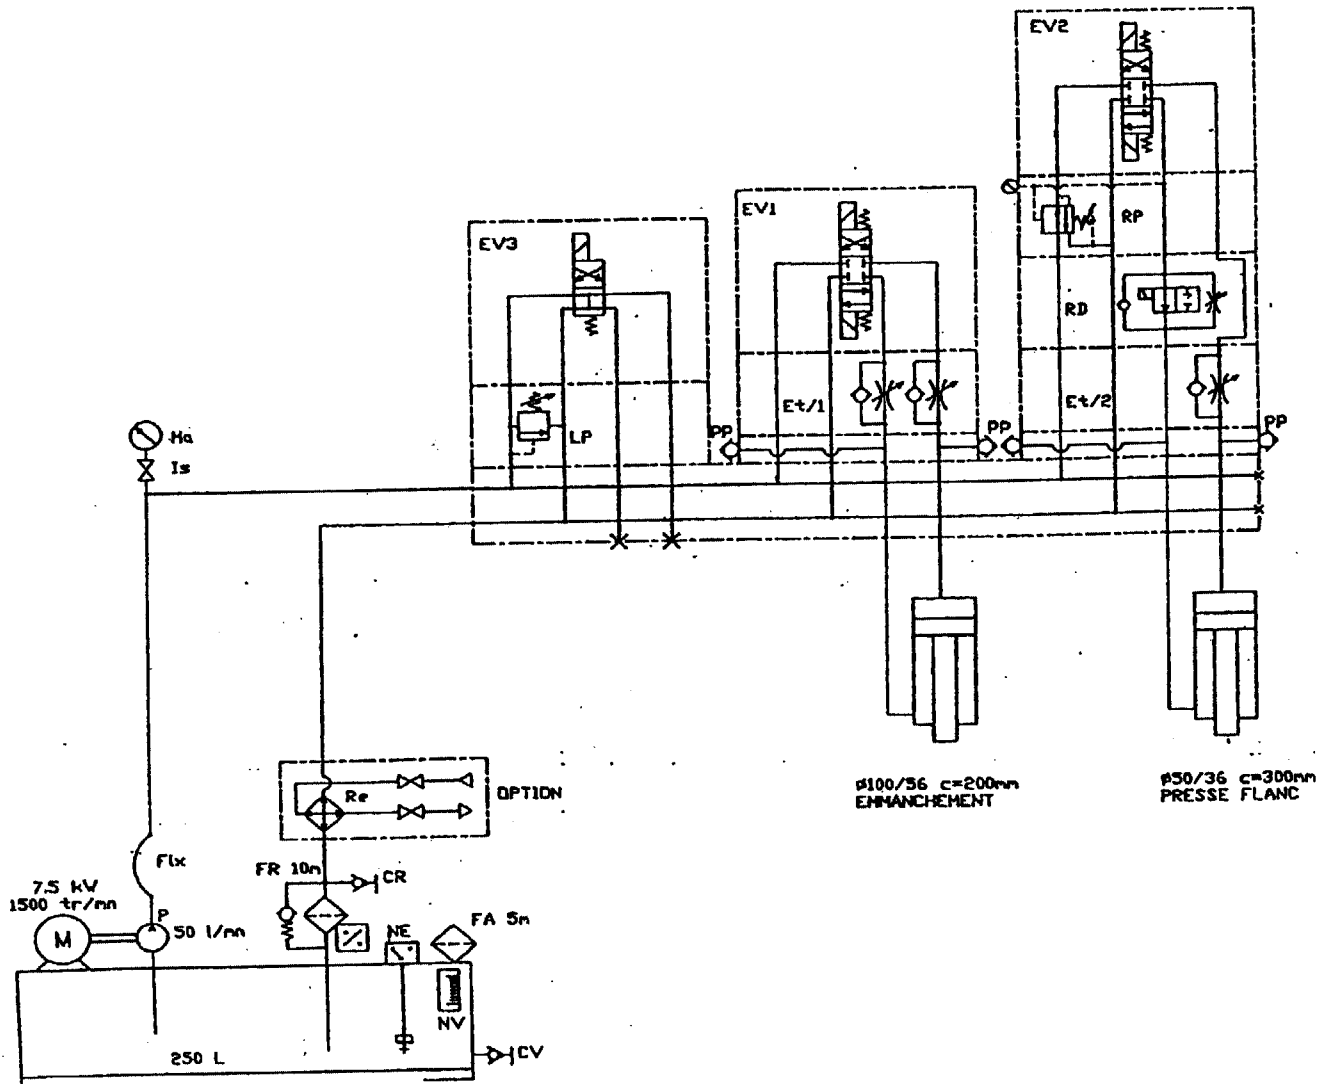 EV2
EV1
EV3
RP
RD
Et/1
Et/2
LP
PP
PP
PP
Ma
Is
Re
OPTION
ø100/56 c=200mm
EMMANCHEMENT
ø50/36 c=300mm
PRESSE FLANC
Flx
FR 10m
CR
7.5 kW
1500 tr/mn
M
P
50 l/mn
NE
FA 5m
NV
250 L
CV